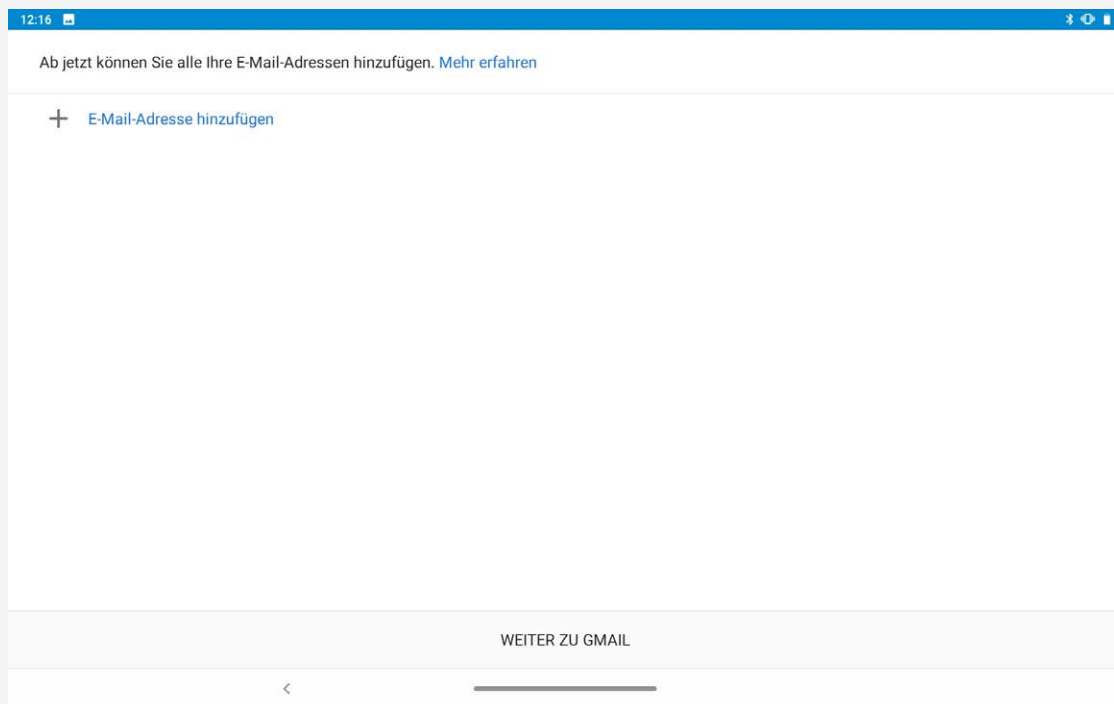 12:16
Ab jetzt können Sie alle Ihre E-Mail-Adressen hinzufügen. Mehr erfahren
E-Mail-Adresse hinzufügen
WEITER ZU GMAIL